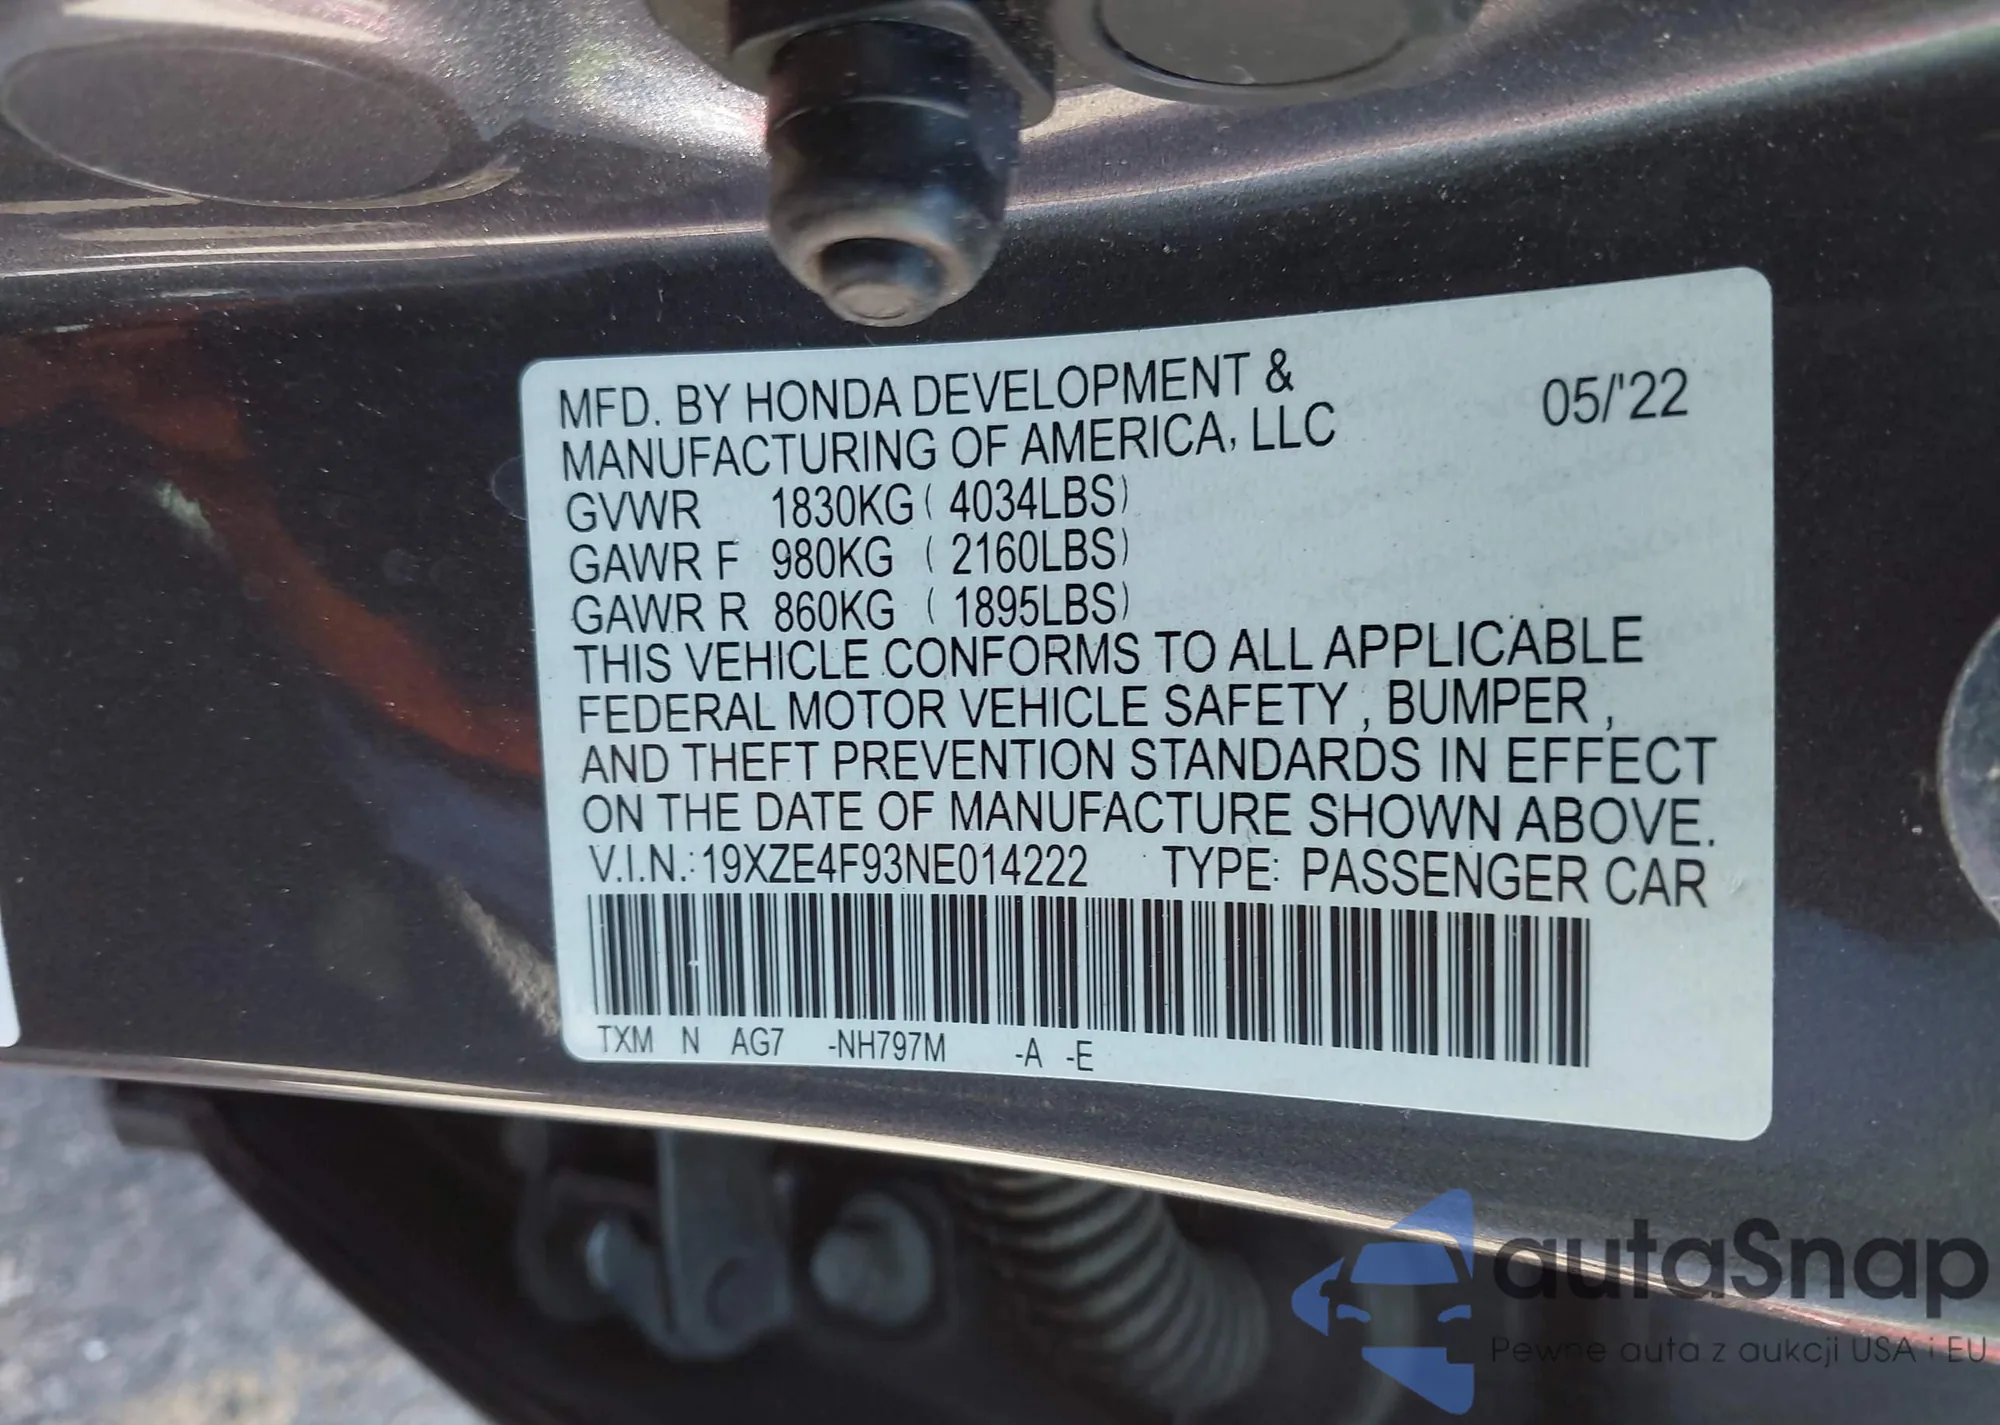 MFD. BY HONDA DEVELOPMENT &
MANUFACTURING OF AMERICA, LLC
05/'22
GVWR 1830KG ( 4034LBS)
GAWR F 980KG ( 2160LBS)
GAWR R 860KG ( 1895LBS)
THIS VEHICLE CONFORMS TO ALL APPLICABLE
FEDERAL MOTOR VEHICLE SAFETY , BUMPER ,
AND THEFT PREVENTION STANDARDS IN EFFECT
ON THE DATE OF MANUFACTURE SHOWN ABOVE.
V.I.N.: 19XZE4F93NE014222 TYPE: PASSENGER CAR
TXM N AG7 -NH797M -A -E
autaSnap
Pewne auta z aukcji USA i EU